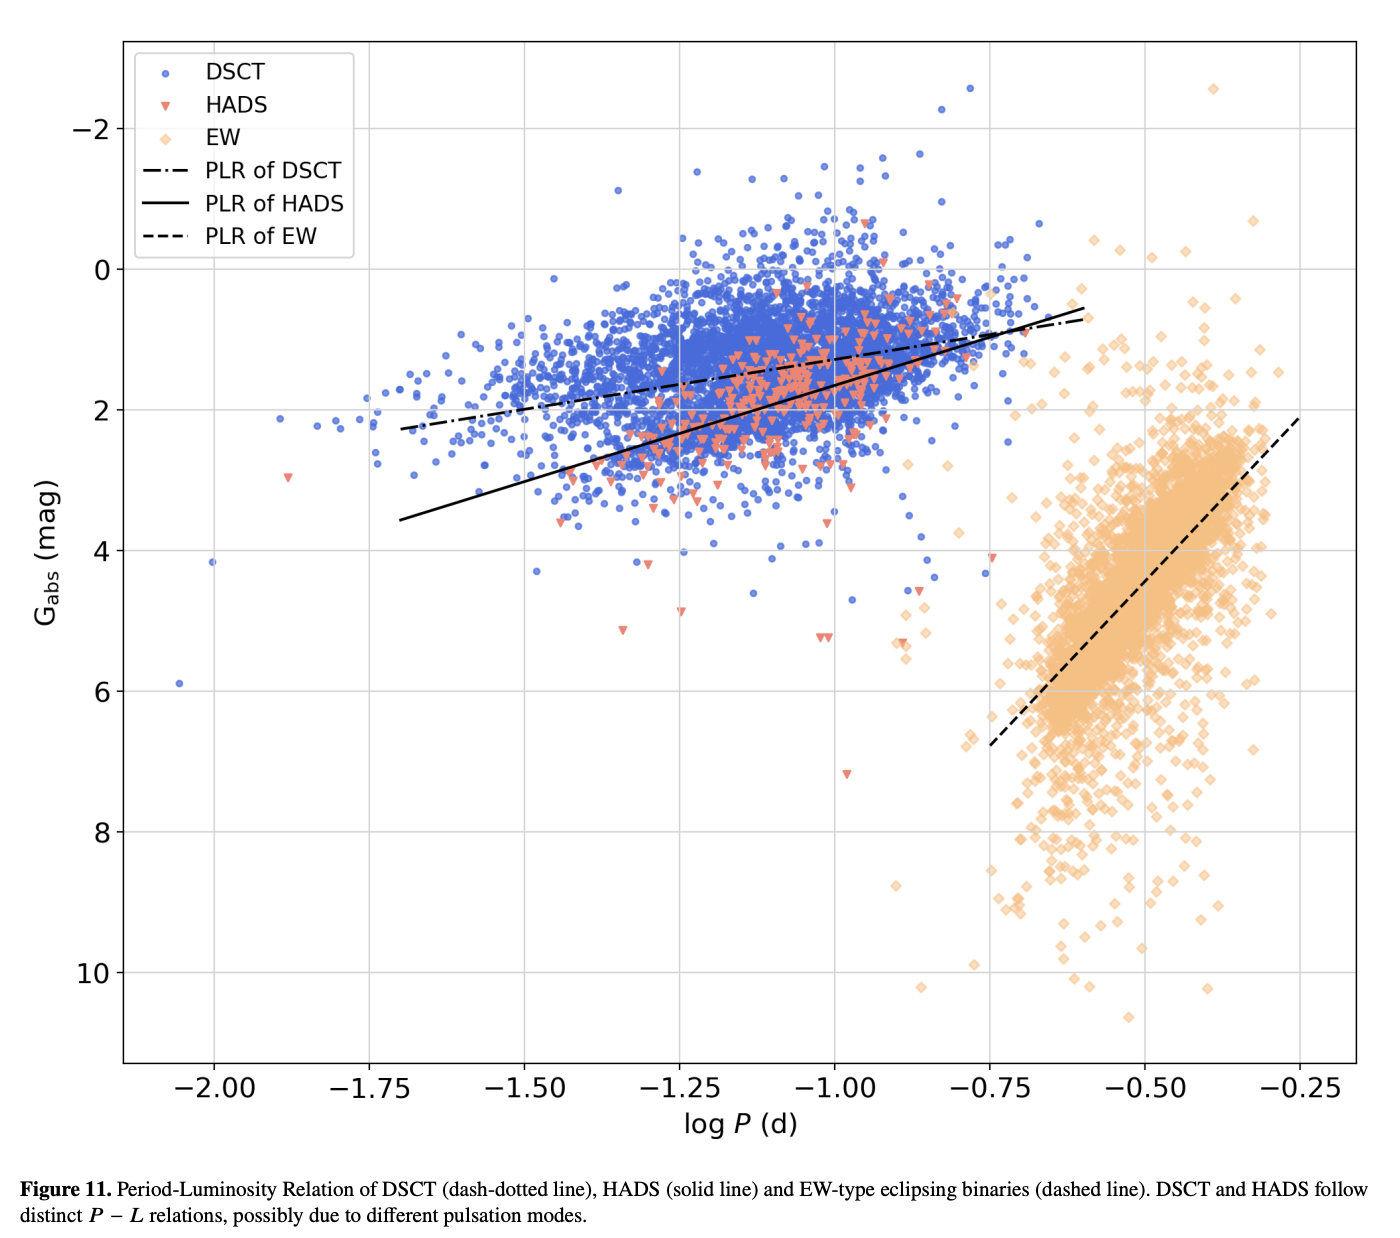 DSCT
HADS
EW
PLR of DSCT
PLR of HADS
PLR of EW
−2
0
2
4
6
8
10
G_abs (mag)
−2.00 −1.75 −1.50 −1.25 −1.00 −0.75 −0.50 −0.25
log P (d)
Figure 11. Period-Luminosity Relation of DSCT (dash-dotted line), HADS (solid line) and EW-type eclipsing binaries (dashed line). DSCT and HADS follow
distinct P − L relations, possibly due to different pulsation modes.